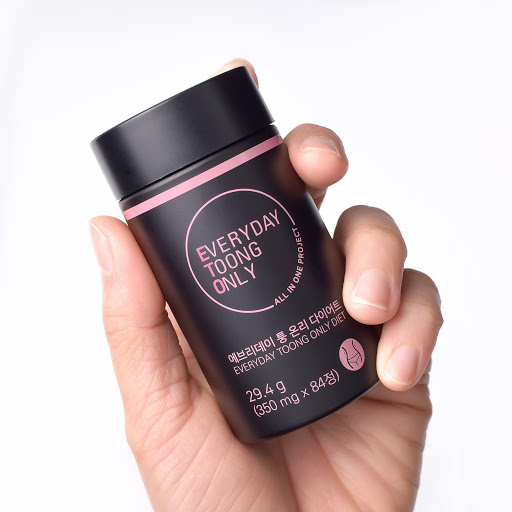 EVERYDAY
TOONG
ONLY
ALL IN ONE PROJECT
에브리데이 퉁 온리 다이어트
EVERYDAY TOONG ONLY DIET
29.4 g
(350 mg x 84정)